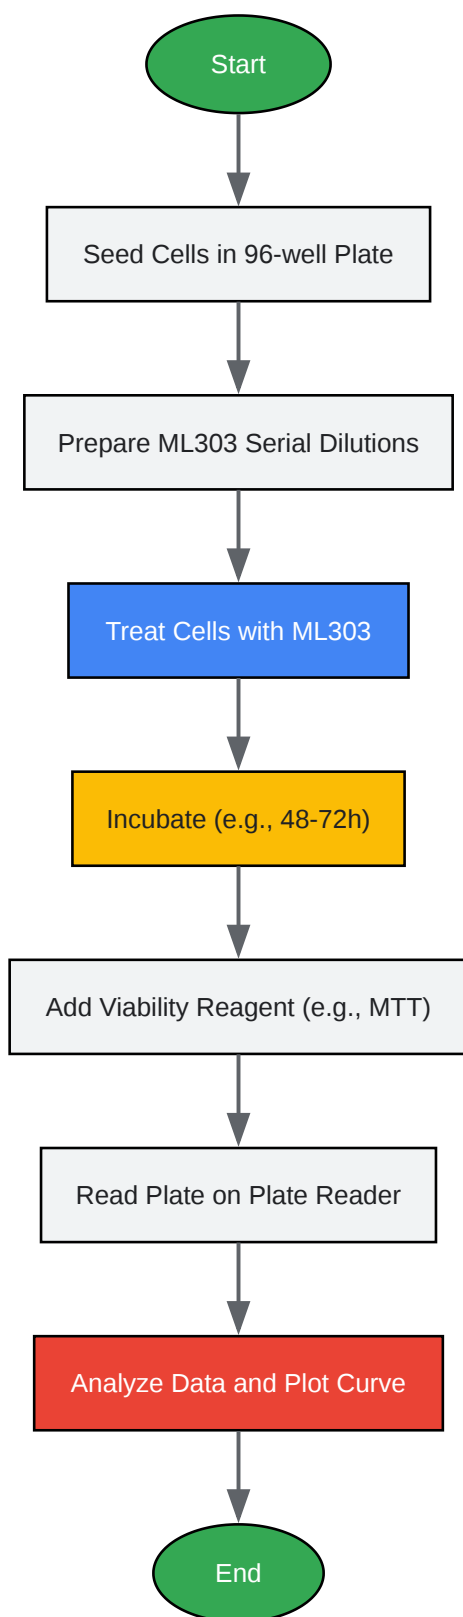 Start
Seed Cells in 96-well Plate
Prepare ML303 Serial Dilutions
Treat Cells with ML303
Incubate (e.g., 48-72h)
Add Viability Reagent (e.g., MTT)
Read Plate on Plate Reader
Analyze Data and Plot Curve
End